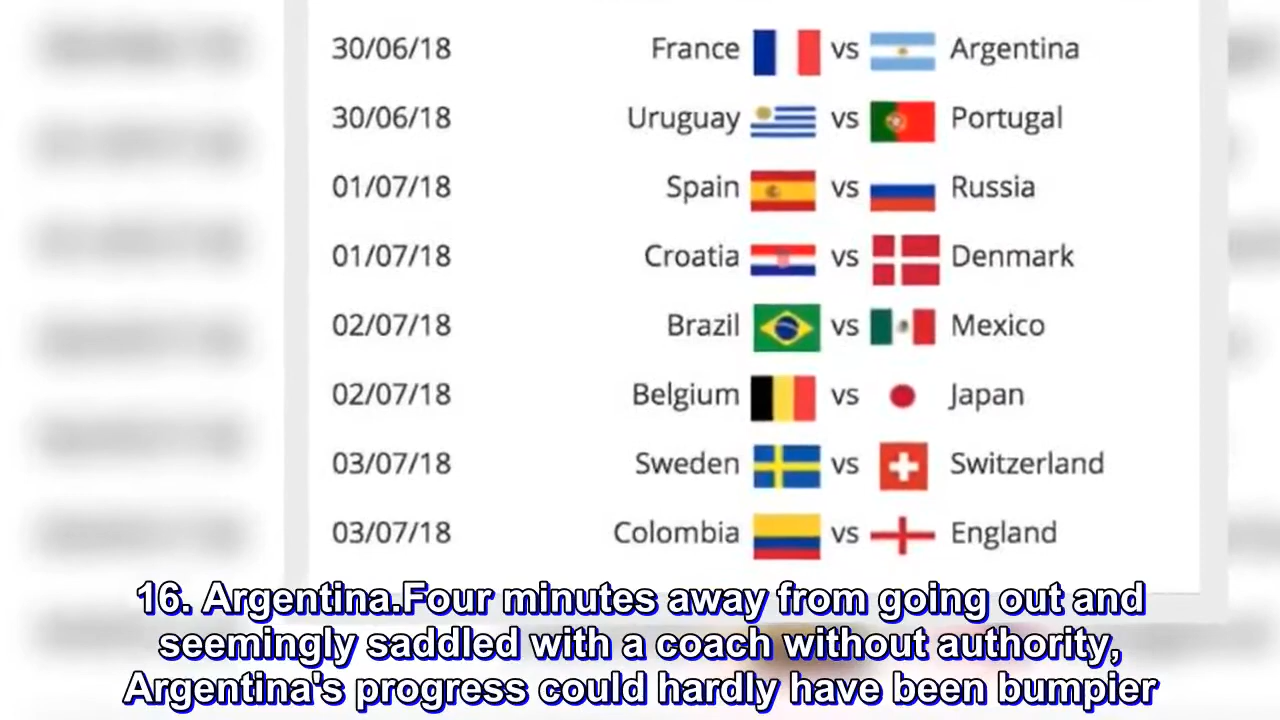 30/06/18 France vs Argentina
30/06/18 Uruguay vs Portugal
01/07/18 Spain vs Russia
01/07/18 Croatia vs Denmark
02/07/18 Brazil vs Mexico
02/07/18 Belgium vs Japan
03/07/18 Sweden vs Switzerland
03/07/18 Colombia vs England
16. Argentina.Four minutes away from going out and
seemingly saddled with a coach without authority,
Argentina's progress could hardly have been bumpier